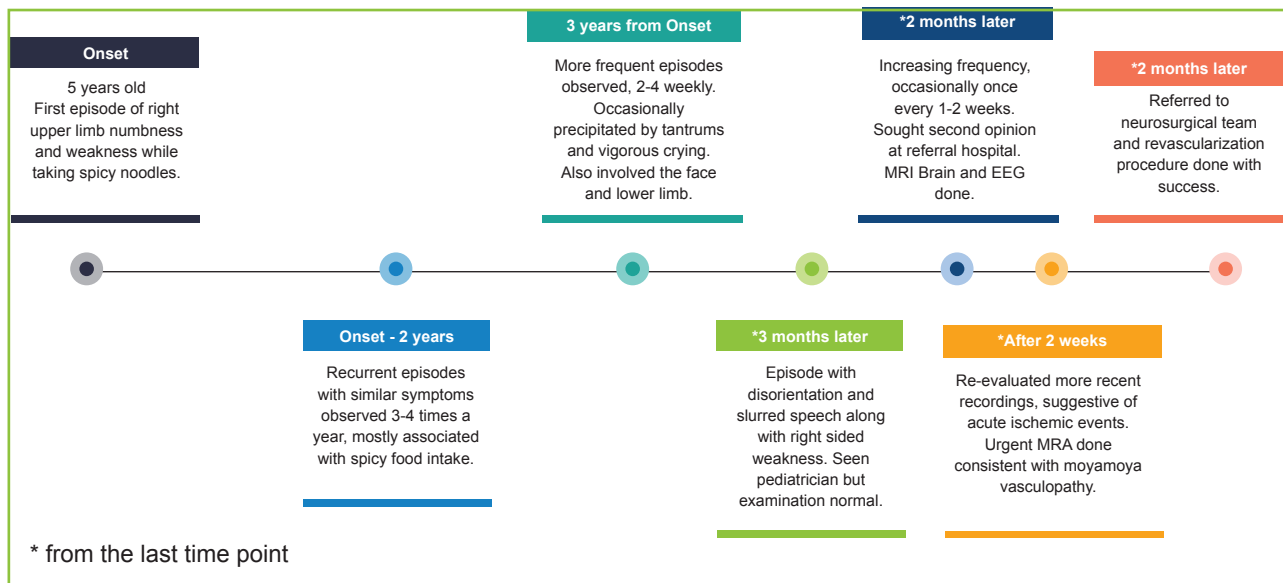 Onset
5 years old
First episode of right
upper limb numbness
and weakness while
taking spicy noodles.
Onset - 2 years
Recurrent episodes
with similar symptoms
observed 3-4 times a
year, mostly associated
with spicy food intake.
3 years from Onset
More frequent episodes
observed, 2-4 weekly.
Occasionally
precipitated by tantrums
and vigorous crying.
Also involved the face
and lower limb.
*3 months later
Episode with
disorientation and
slurred speech along
with right sided
weakness. Seen
pediatrician but
examination normal.
*2 months later
Increasing frequency,
occasionally once
every 1-2 weeks.
Sought second opinion
at referral hospital.
MRI Brain and EEG
done.
*After 2 weeks
Re-evaluated more recent
recordings, suggestive of
acute ischemic events.
Urgent MRA done
consistent with moyamoya
vasculopathy.
*2 months later
Referred to
neurosurgical team
and revascularization
procedure done with
success.
* from the last time point